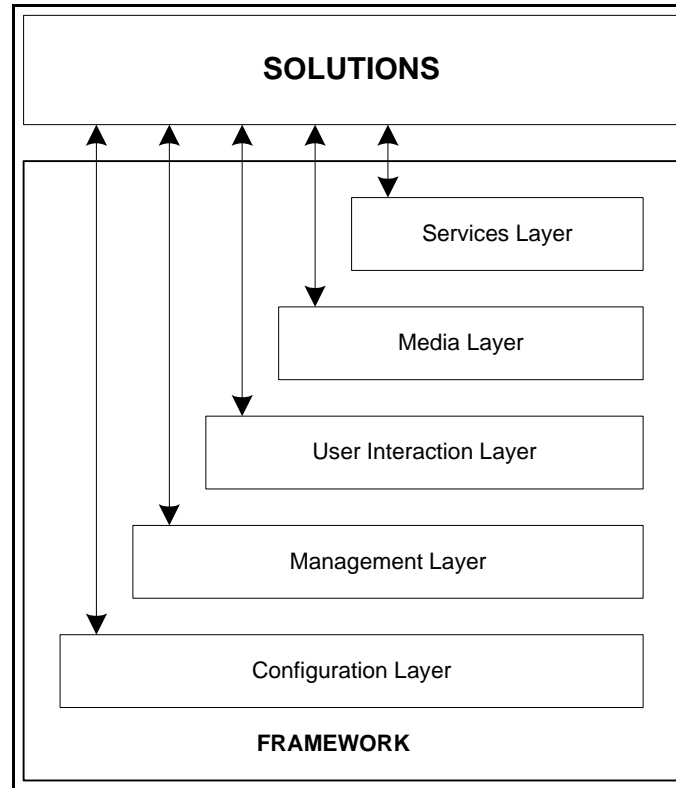 SOLUTIONS
Services Layer
Media Layer
User Interaction Layer
Management Layer
Configuration Layer
FRAMEWORK